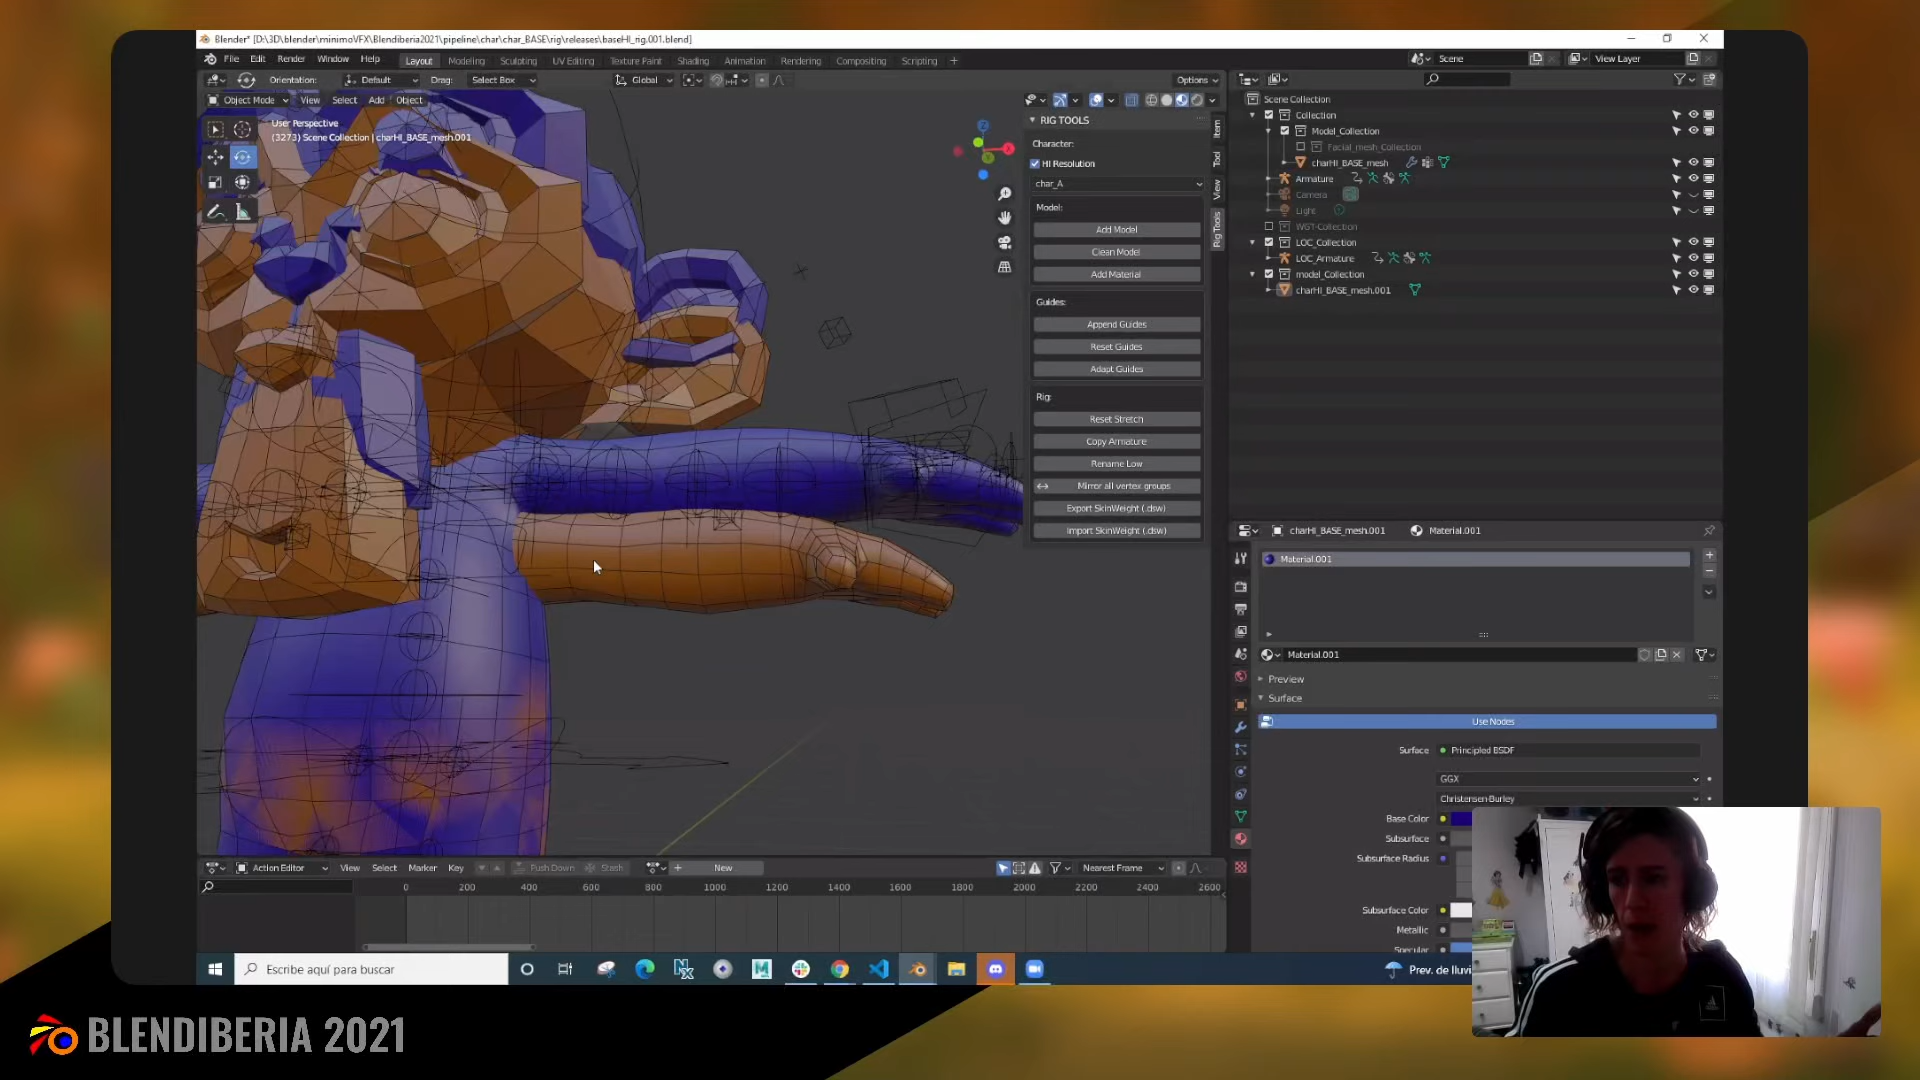 Blender* [D:\3D\blender\minimoVFX\Blendiberia2021\pipeline\char\char_BASE\rig\releases\baseHI_rig.001.blend]
File Edit Render Window Help Layout Modeling Sculpting UV Editing Texture Paint Shading Animation Rendering Compositing Scripting + Scene View Layer
Orientation: Default Drag: Select Box Global Options
Object Mode View Select Add Object
User Perspective
(3273) Scene Collection | charHI_BASE_mesh.001
RIG TOOLS
Character:
HI Resolution
char_A
Model:
Add Model
Clean Model
Add Material
Guides:
Append Guides
Reset Guides
Adapt Guides
Rig:
Reset Stretch
Copy Armature
Rename Low
Mirror all vertex groups
Export SkinWeight (.dsw)
Import SkinWeight (.dsw)
Item
Tool
View
Rig Tools
Scene Collection
Collection
Model_Collection
Facial_mesh_Collection
charHI_BASE_mesh
Armature
Camera
Light
WGT-Collection
LOC_Collection
LOC_Armature
model_Collection
charHI_BASE_mesh.001
charHI_BASE_mesh.001 Material.001
Material.001
Material.001
Preview
Surface
Use Nodes
Surface Principled BSDF
GGX
Christensen-Burley
Base Color
Subsurface
Subsurface Radius
Subsurface Color
Metallic
Specular
Action Editor View Select Marker Key Push Down Stash New Nearest Frame
0 200 400 600 800 1000 1200 1400 1600 1800 2000 2200 2400 2600
Escribe aquí para buscar
Prev. de lluvi
BLENDIBERIA 2021